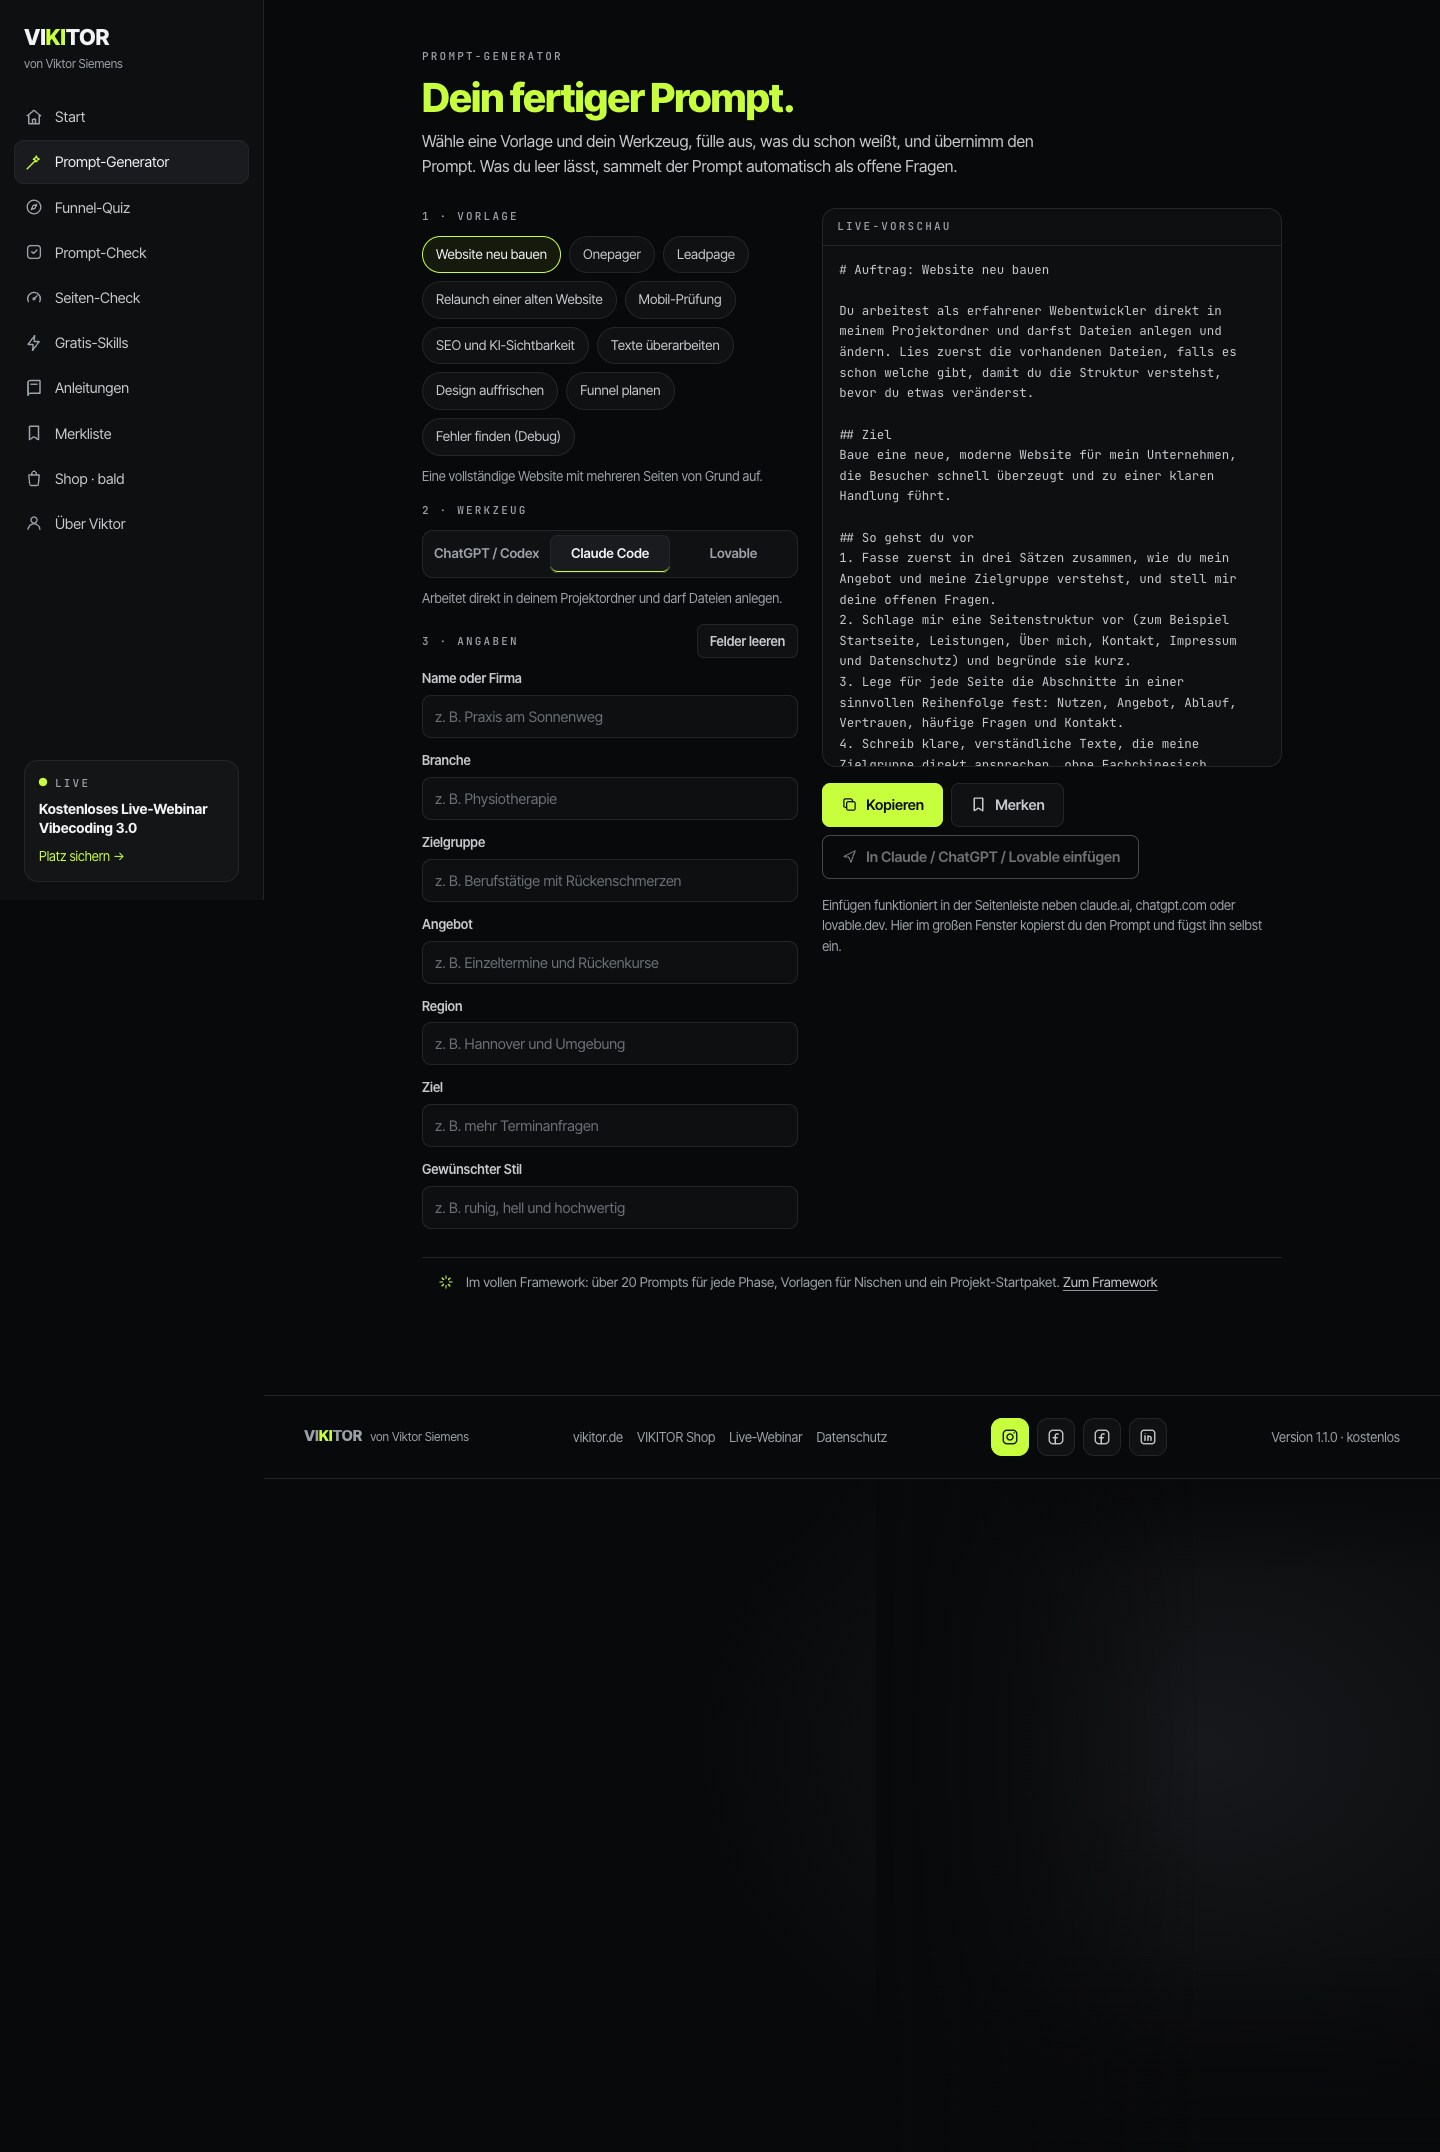 VIKITOR
von Viktor Siemens
Start
Prompt-Generator
Funnel-Quiz
Prompt-Check
Seiten-Check
Gratis-Skills
Anleitungen
Merkliste
Shop · bald
Über Viktor
LIVE
Kostenloses Live-Webinar
Vibecoding 3.0
Platz sichern →
PROMPT-GENERATOR
Dein fertiger Prompt.
Wähle eine Vorlage und dein Werkzeug, fülle aus, was du schon weißt, und übernimm den
Prompt. Was du leer lässt, sammelt der Prompt automatisch als offene Fragen.
1 · VORLAGE
Website neu bauen
Onepager
Leadpage
Relaunch einer alten Website
Mobil-Prüfung
SEO und KI-Sichtbarkeit
Texte überarbeiten
Design auffrischen
Funnel planen
Fehler finden (Debug)
Eine vollständige Website mit mehreren Seiten von Grund auf.
2 · WERKZEUG
ChatGPT / Codex
Claude Code
Lovable
Arbeitet direkt in deinem Projektordner und darf Dateien anlegen.
3 · ANGABEN
Felder leeren
Name oder Firma
z. B. Praxis am Sonnenweg
Branche
z. B. Physiotherapie
Zielgruppe
z. B. Berufstätige mit Rückenschmerzen
Angebot
z. B. Einzeltermine und Rückenkurse
Region
z. B. Hannover und Umgebung
Ziel
z. B. mehr Terminanfragen
Gewünschter Stil
z. B. ruhig, hell und hochwertig
LIVE-VORSCHAU
# Auftrag: Website neu bauen
Du arbeitest als erfahrener Webentwickler direkt in
meinem Projektordner und darfst Dateien anlegen und
ändern. Lies zuerst die vorhandenen Dateien, falls es
schon welche gibt, damit du die Struktur verstehst,
bevor du etwas veränderst.
## Ziel
Baue eine neue, moderne Website für mein Unternehmen,
die Besucher schnell überzeugt und zu einer klaren
Handlung führt.
## So gehst du vor
1. Fasse zuerst in drei Sätzen zusammen, wie du mein
Angebot und meine Zielgruppe verstehst, und stell mir
deine offenen Fragen.
2. Schlage mir eine Seitenstruktur vor (zum Beispiel
Startseite, Leistungen, Über mich, Kontakt, Impressum
und Datenschutz) und begründe sie kurz.
3. Lege für jede Seite die Abschnitte in einer
sinnvollen Reihenfolge fest: Nutzen, Angebot, Ablauf,
Vertrauen, häufige Fragen und Kontakt.
4. Schreib klare, verständliche Texte, die meine
Zielgruppe direkt ansprechen, ohne Fachchinesisch
Kopieren
Merken
In Claude / ChatGPT / Lovable einfügen
Einfügen funktioniert in der Seitenleiste neben claude.ai, chatgpt.com oder
lovable.dev. Hier im großen Fenster kopierst du den Prompt und fügst ihn selbst
ein.
Im vollen Framework: über 20 Prompts für jede Phase, Vorlagen für Nischen und ein Projekt-Startpaket. Zum Framework
VIKITOR von Viktor Siemens
vikitor.de
VIKITOR Shop
Live-Webinar
Datenschutz
Version 1.1.0 · kostenlos